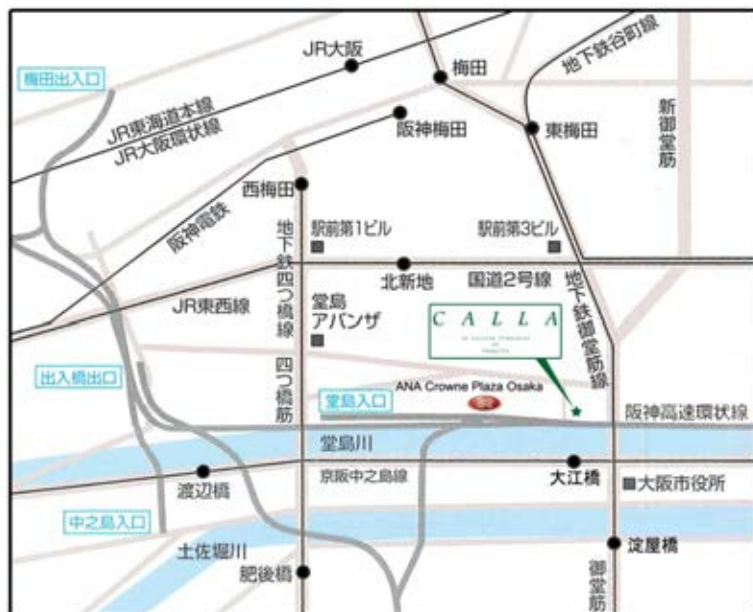 JR大阪
梅田
地下鉄谷町線
梅田出入口
JR東海道本線
JR大阪環状線
阪神梅田
東梅田
新御堂筋
西梅田
阪神電鉄
地下鉄四つ橋線
駅前第1ビル
駅前第3ビル
北新地
国道2号線
JR東西線
堂島
アバンザ
CALLA
地下鉄御堂筋線
出入橋出口
四つ橋筋
ANA Crowne Plaza Osaka
堂島入口
阪神高速環状線
堂島川
渡辺橋
京阪中之島線
大江橋
大阪市役所
中之島入口
土佐堀川
肥後橋
淀屋橋
御堂筋